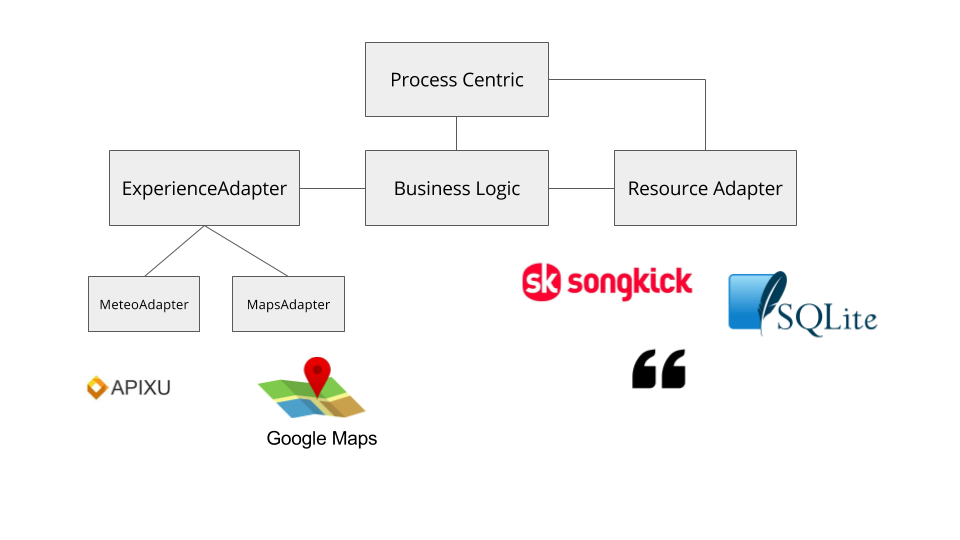 Process Centric
ExperienceAdapter
Business Logic
Resource Adapter
MeteoAdapter
MapsAdapter
sk songkick
SQLite
APIXU
Google Maps